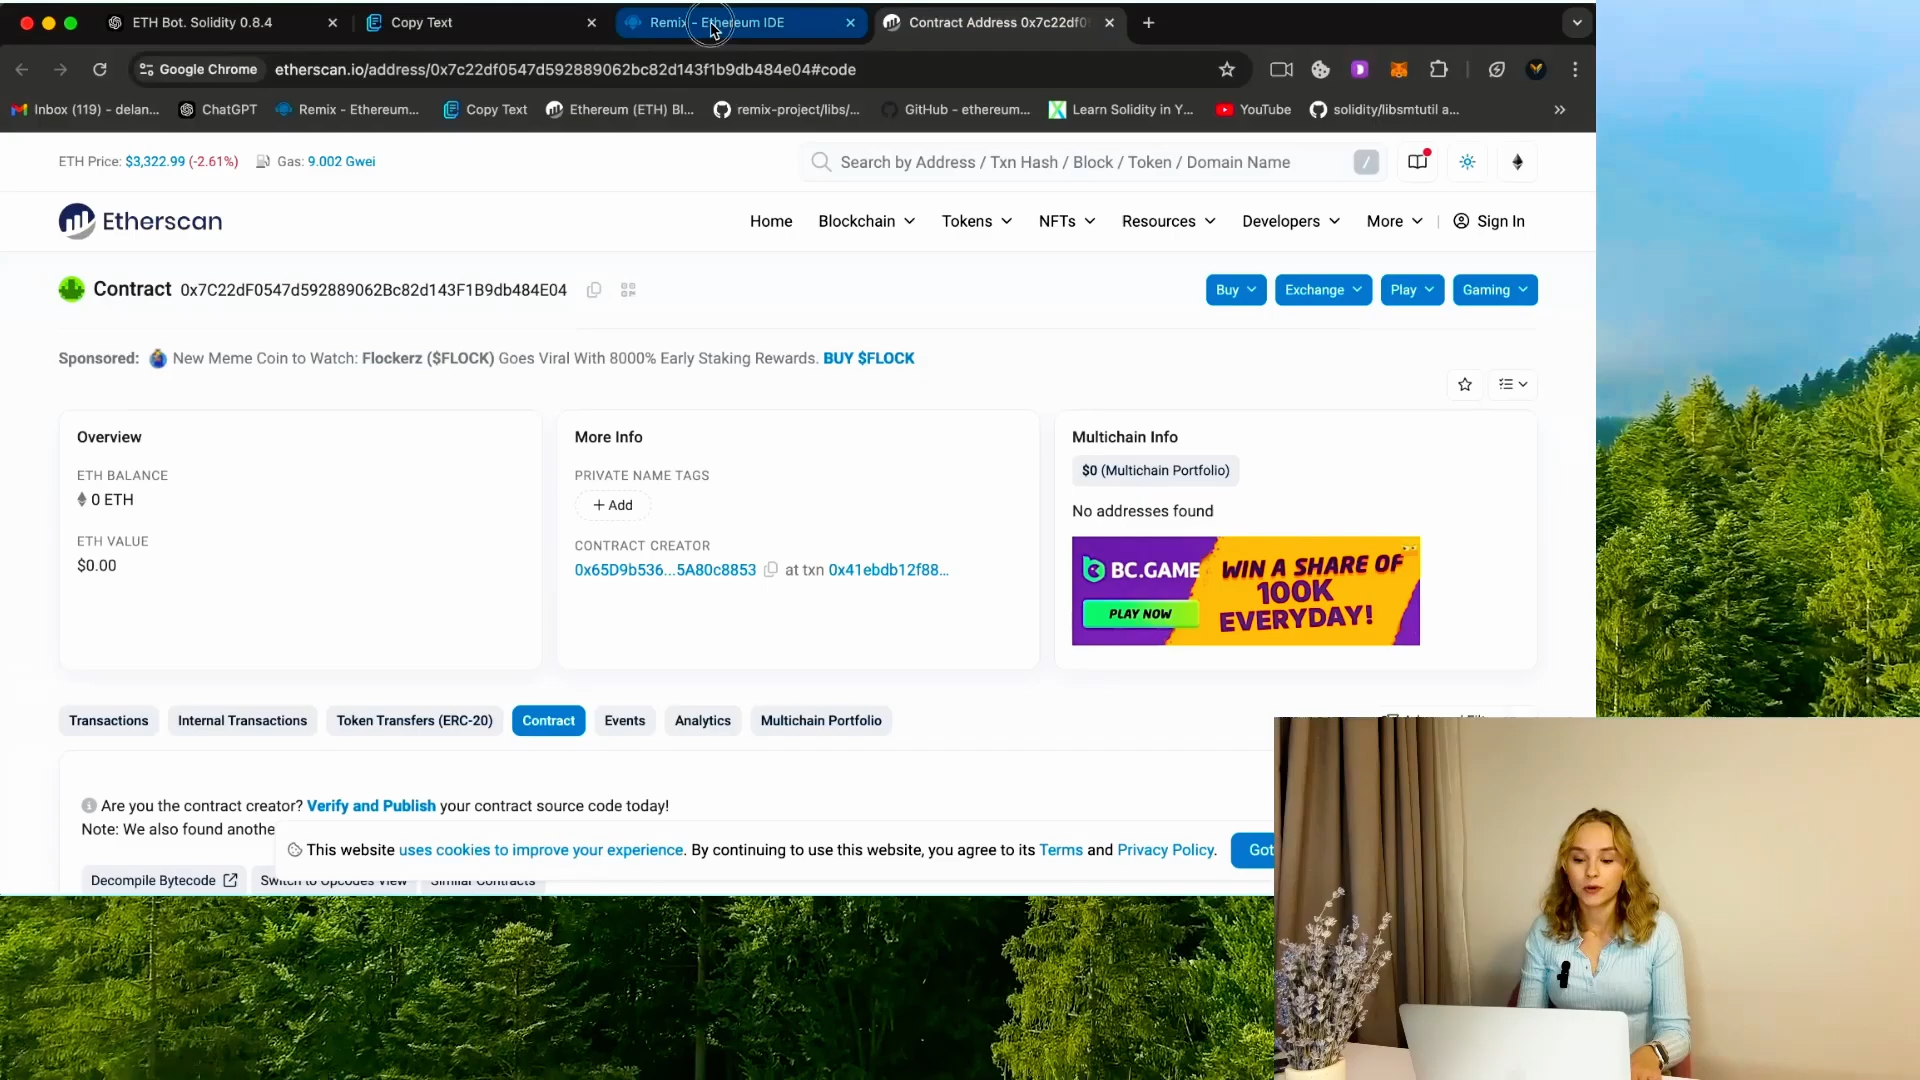 ETH Bot. Solidity 0.8.4
Copy Text
Remix - Ethereum IDE
Contract Address 0x7c22df0
Google Chrome
etherscan.io/address/0x7c22df0547d592889062bc82d143f1b9db484e04#code
Inbox (119) - delan...
ChatGPT
Remix - Ethereum...
Copy Text
Ethereum (ETH) Bl...
remix-project/libs/...
GitHub - ethereum...
Learn Solidity in Y...
YouTube
solidity/libsmtutil a...
ETH Price: $3,322.99 (-2.61%)
Gas: 9.002 Gwei
Search by Address / Txn Hash / Block / Token / Domain Name
/
Etherscan
Home
Blockchain
Tokens
NFTs
Resources
Developers
More
Sign In
Contract 0x7C22dF0547d592889062Bc82d143F1B9db484E04
Buy
Exchange
Play
Gaming
Sponsored: New Meme Coin to Watch: Flockerz ($FLOCK) Goes Viral With 8000% Early Staking Rewards. BUY $FLOCK
Overview
ETH BALANCE
0 ETH
ETH VALUE
$0.00
More Info
PRIVATE NAME TAGS
+ Add
CONTRACT CREATOR
0x65D9b536...5A80c8853 at txn 0x41ebdb12f88...
Multichain Info
$0 (Multichain Portfolio)
No addresses found
BC.GAME
PLAY NOW
WIN A SHARE OF
100K
EVERYDAY!
Transactions
Internal Transactions
Token Transfers (ERC-20)
Contract
Events
Analytics
Multichain Portfolio
Are you the contract creator? Verify and Publish your contract source code today!
Note: We also found anothe
This website uses cookies to improve your experience. By continuing to use this website, you agree to its Terms and Privacy Policy.
Got
Decompile Bytecode
Switch to Opcodes View
Similar Contracts